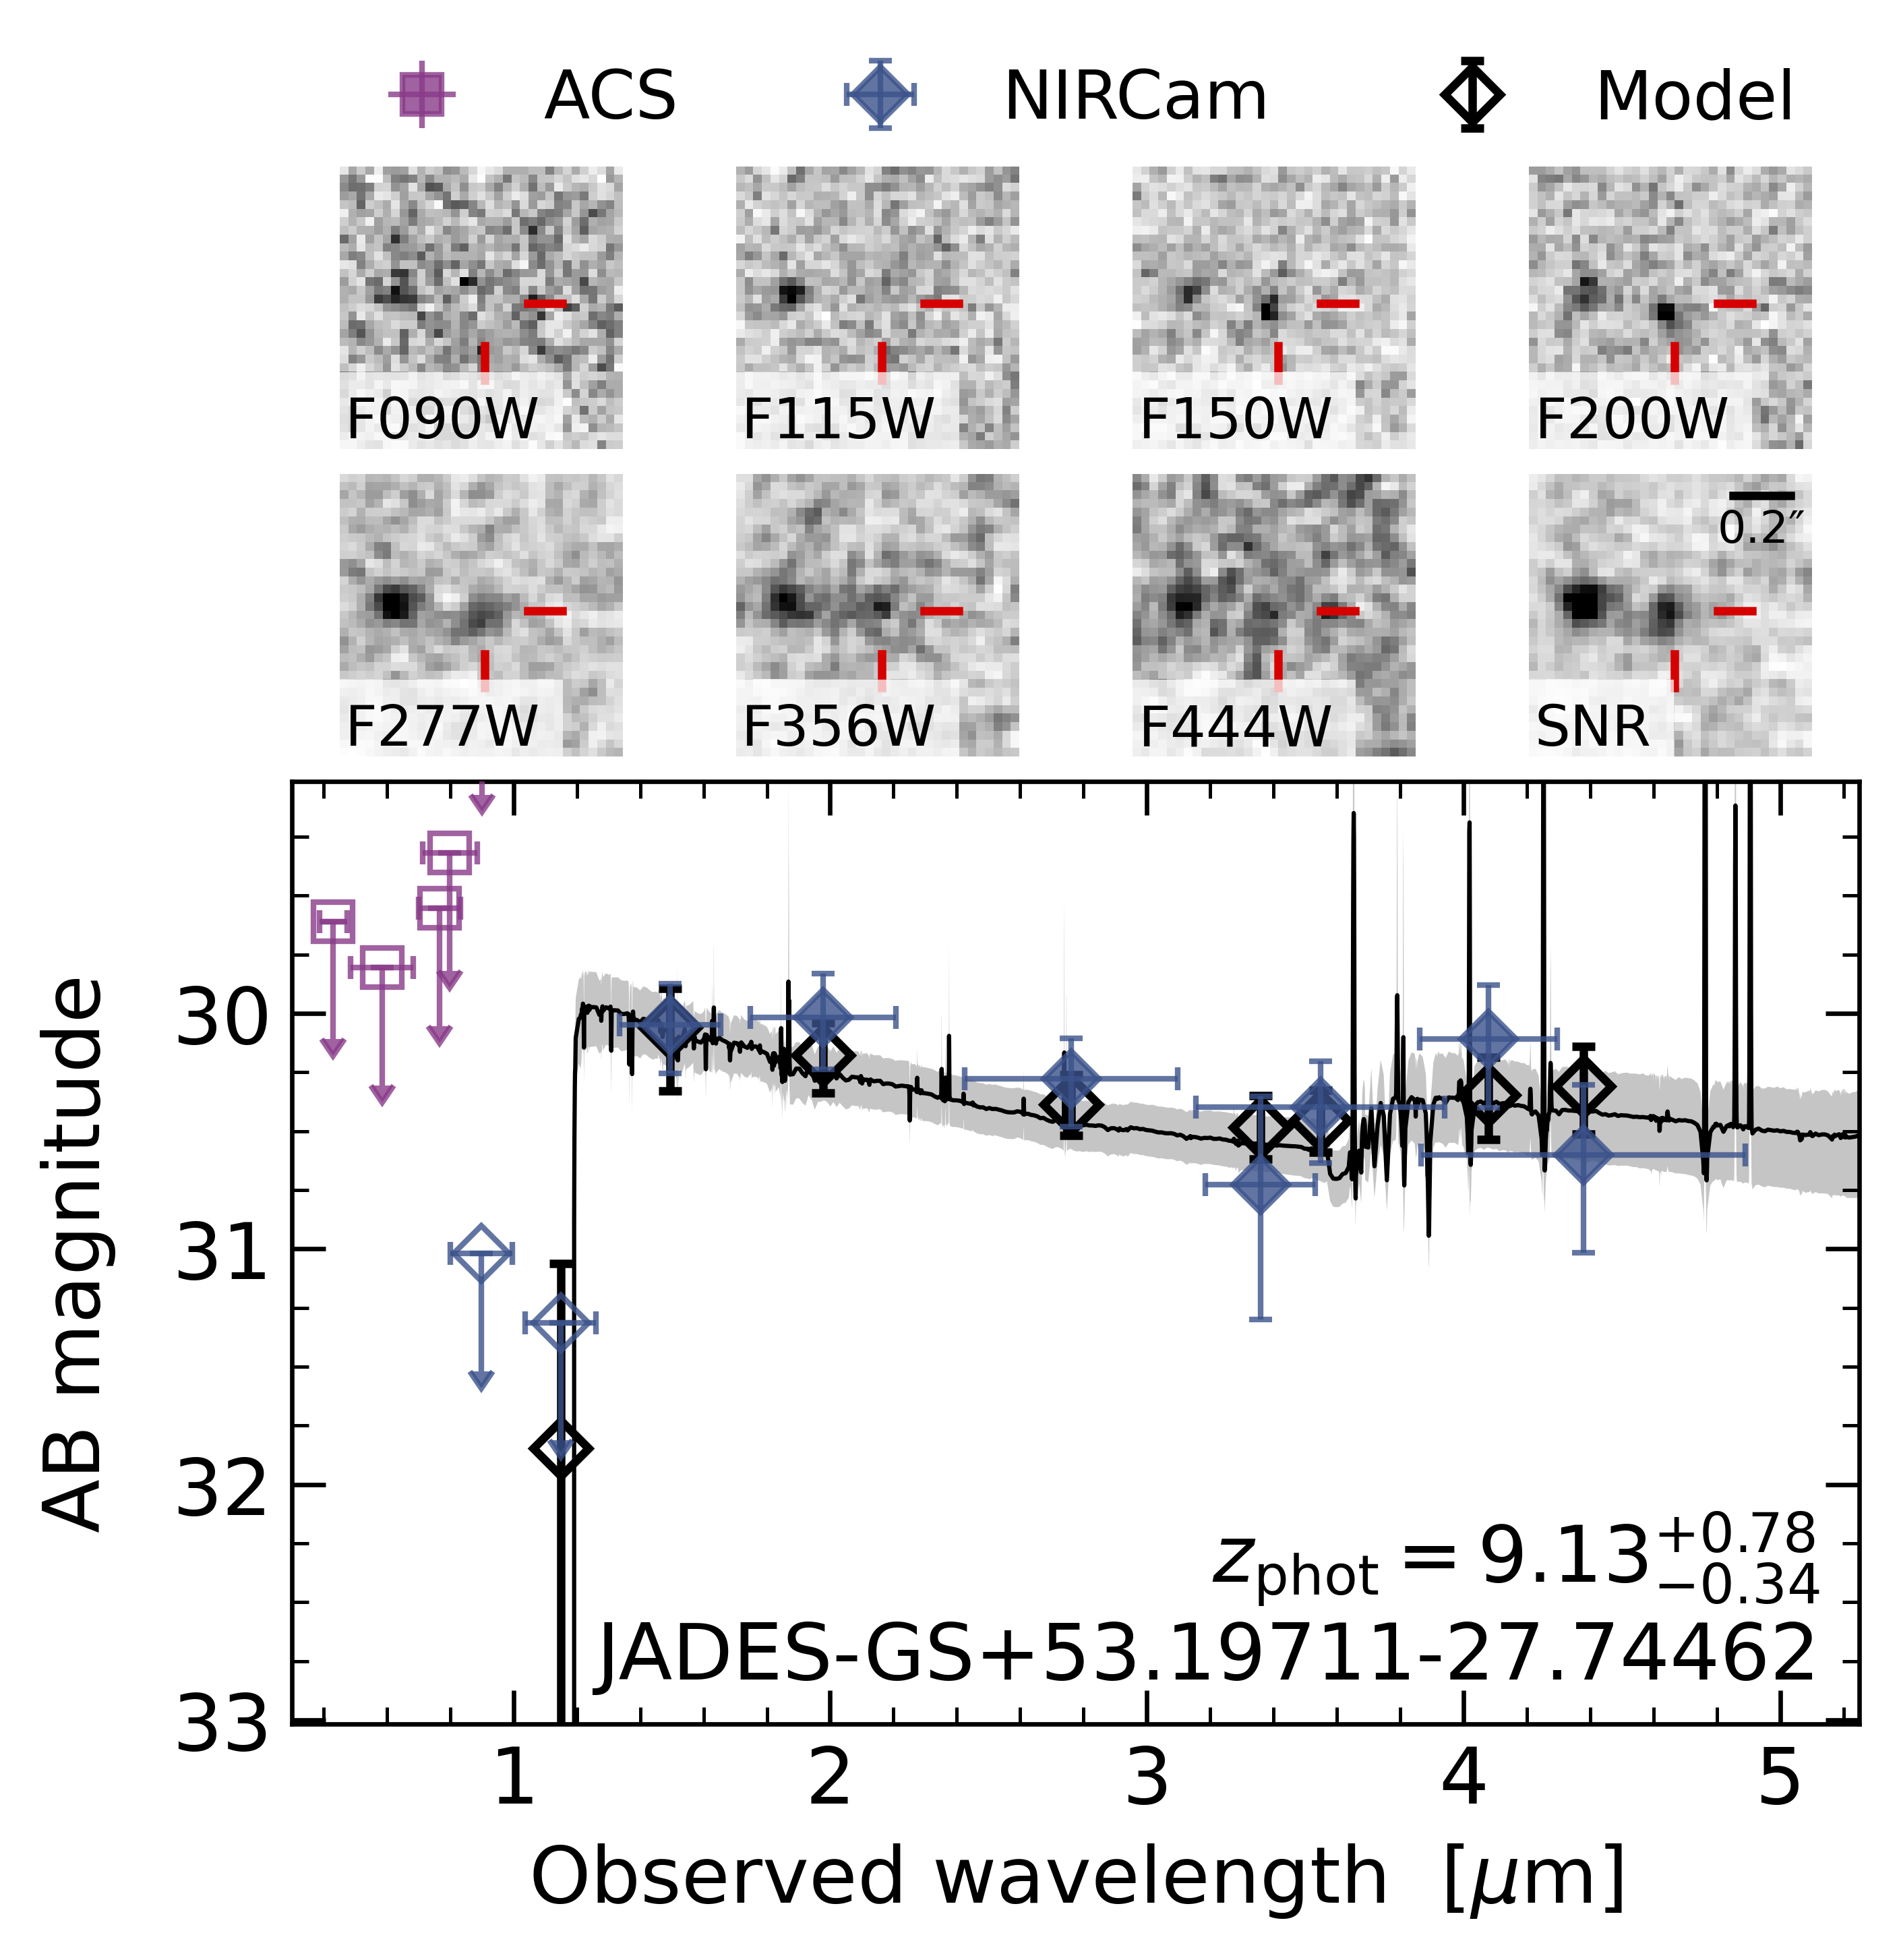 ACS NIRCam Model
F090W F115W F150W F200W
0.2″
F277W F356W F444W SNR
AB magnitude
30
31
32
33
z_phot = 9.13 +0.78 −0.34
JADES-GS+53.19711-27.74462
1 2 3 4 5
Observed wavelength [μm]